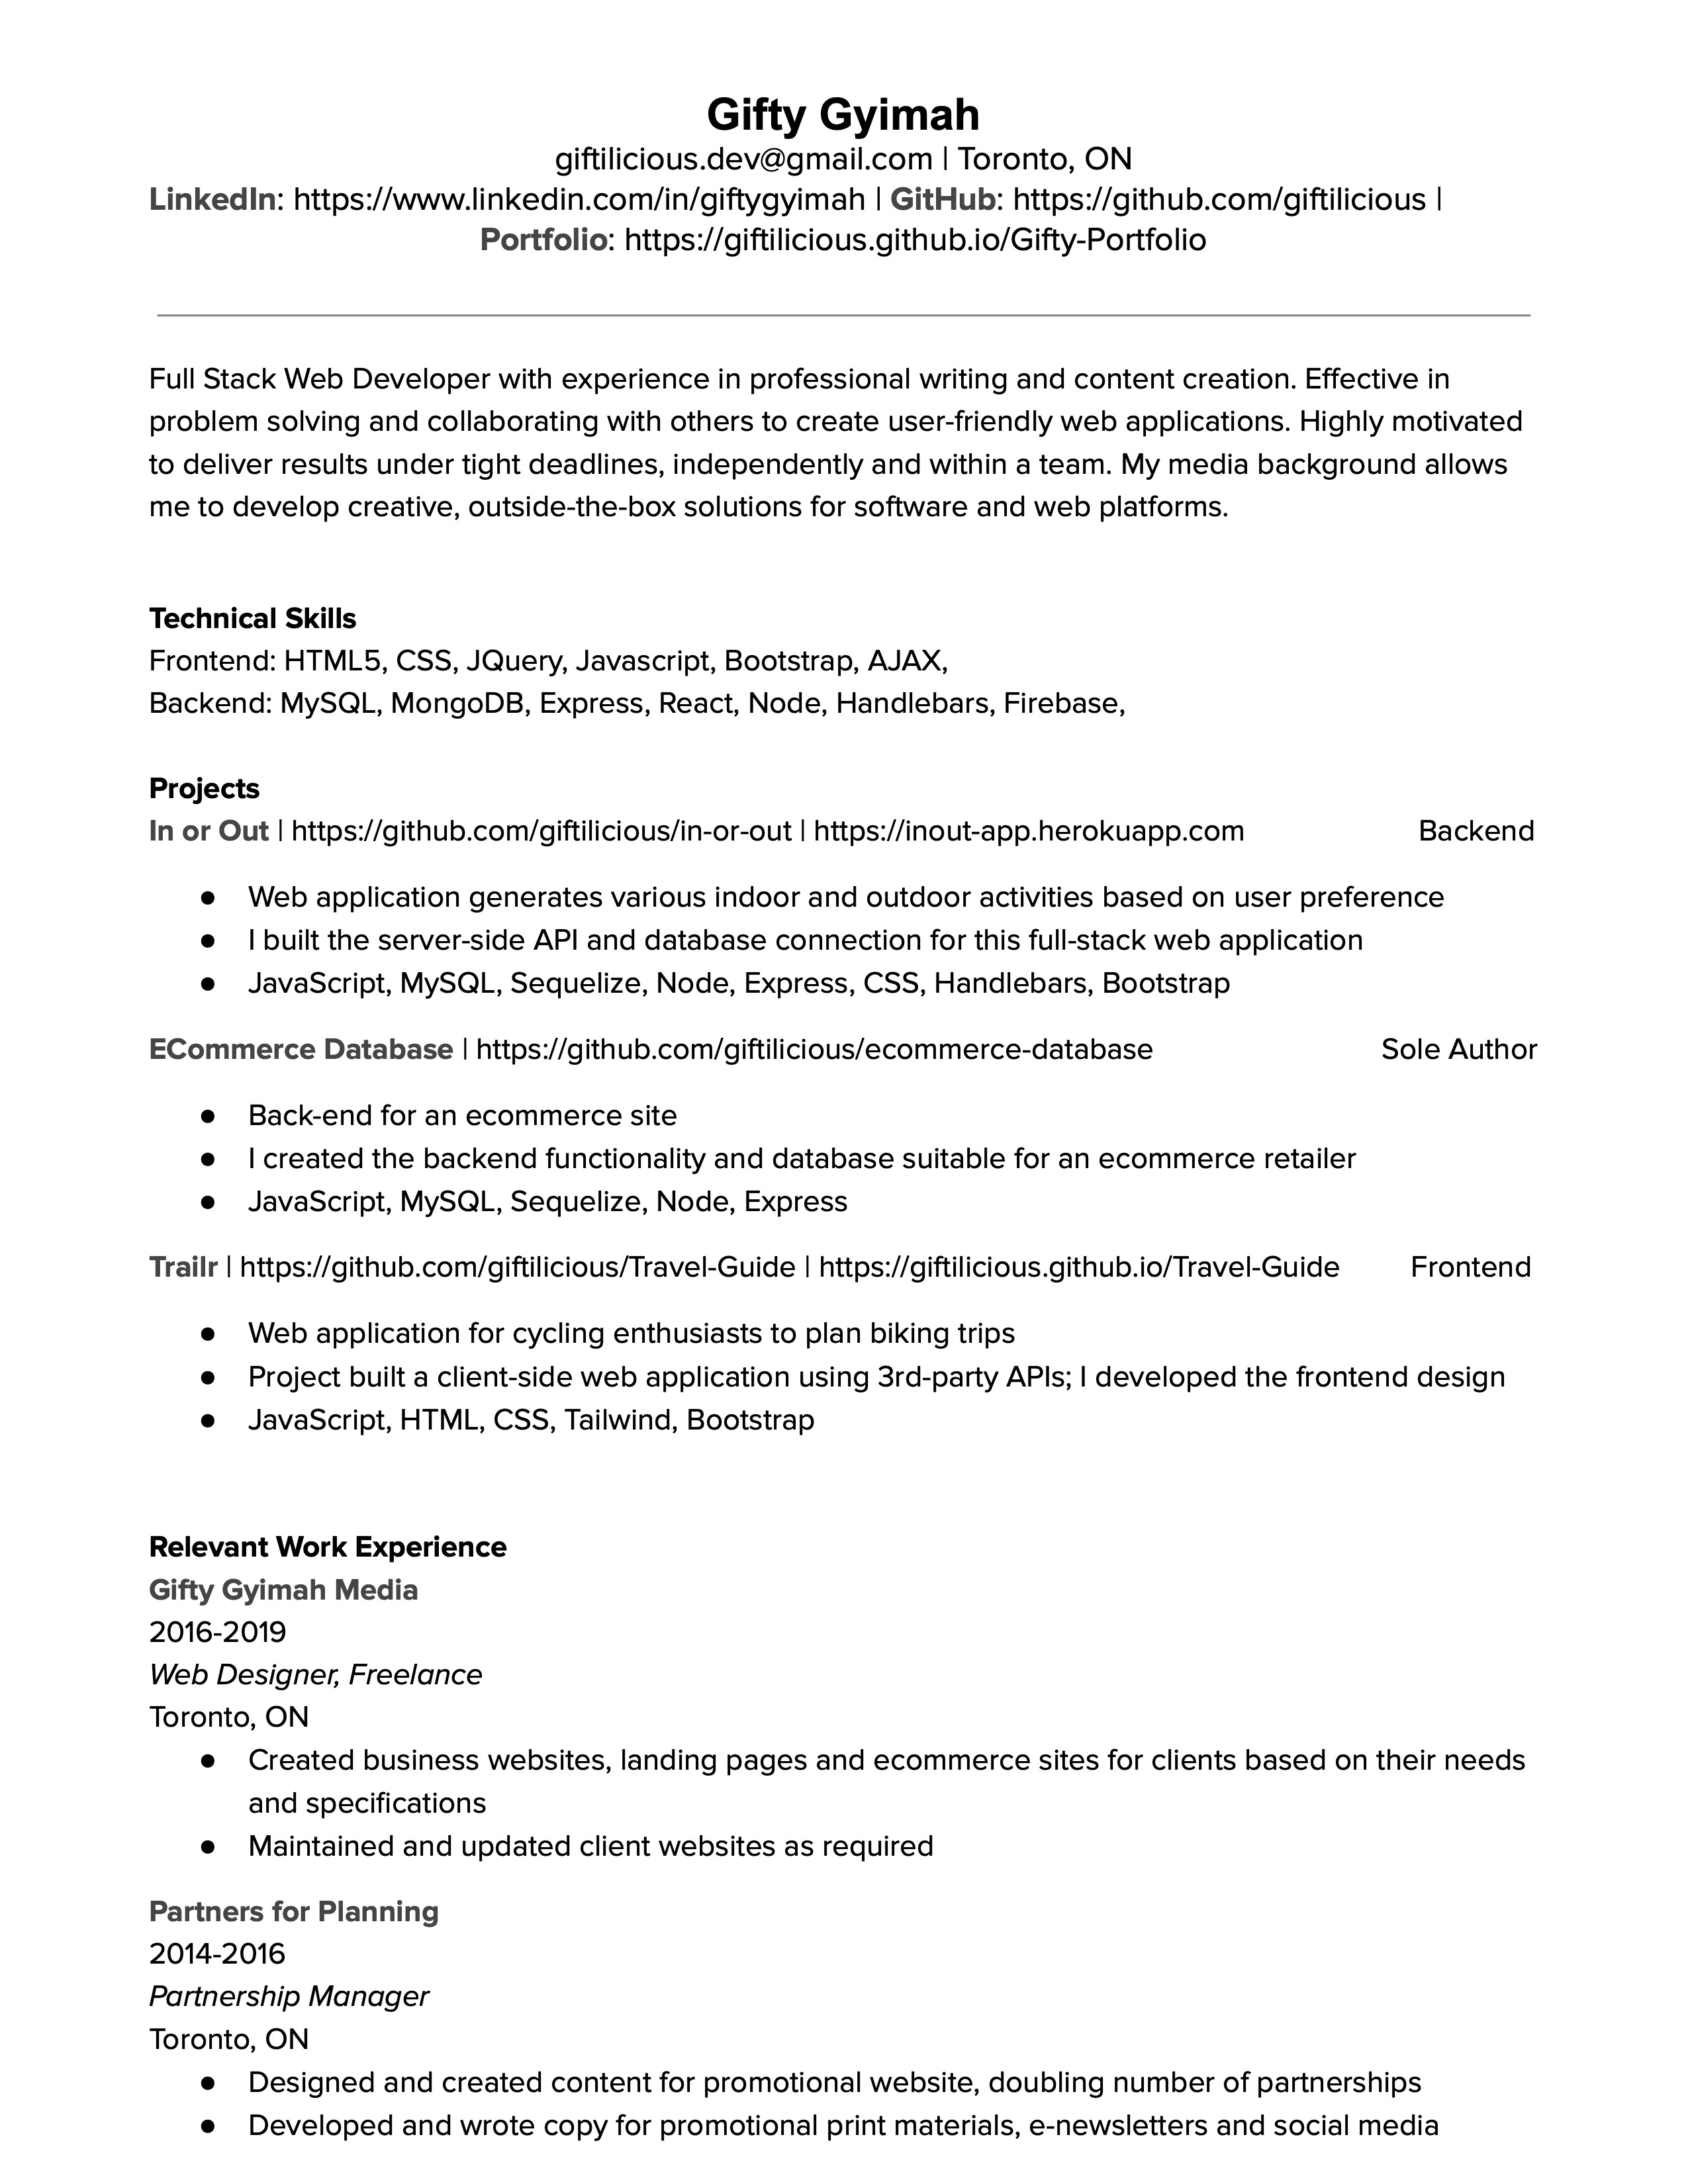 Gifty Gyimah
giftilicious.dev@gmail.com | Toronto, ON
LinkedIn: https://www.linkedin.com/in/giftygyimah | GitHub: https://github.com/giftilicious |
Portfolio: https://giftilicious.github.io/Gifty-Portfolio
Full Stack Web Developer with experience in professional writing and content creation. Effective in
problem solving and collaborating with others to create user-friendly web applications. Highly motivated
to deliver results under tight deadlines, independently and within a team. My media background allows
me to develop creative, outside-the-box solutions for software and web platforms.
Technical Skills
Frontend: HTML5, CSS, JQuery, Javascript, Bootstrap, AJAX,
Backend: MySQL, MongoDB, Express, React, Node, Handlebars, Firebase,
Projects
In or Out | https://github.com/giftilicious/in-or-out | https://inout-app.herokuapp.com Backend
● Web application generates various indoor and outdoor activities based on user preference
● I built the server-side API and database connection for this full-stack web application
● JavaScript, MySQL, Sequelize, Node, Express, CSS, Handlebars, Bootstrap
ECommerce Database | https://github.com/giftilicious/ecommerce-database Sole Author
● Back-end for an ecommerce site
● I created the backend functionality and database suitable for an ecommerce retailer
● JavaScript, MySQL, Sequelize, Node, Express
Trailr | https://github.com/giftilicious/Travel-Guide | https://giftilicious.github.io/Travel-Guide Frontend
● Web application for cycling enthusiasts to plan biking trips
● Project built a client-side web application using 3rd-party APIs; I developed the frontend design
● JavaScript, HTML, CSS, Tailwind, Bootstrap
Relevant Work Experience
Gifty Gyimah Media
2016-2019
Web Designer, Freelance
Toronto, ON
● Created business websites, landing pages and ecommerce sites for clients based on their needs
and specifications
● Maintained and updated client websites as required
Partners for Planning
2014-2016
Partnership Manager
Toronto, ON
● Designed and created content for promotional website, doubling number of partnerships
● Developed and wrote copy for promotional print materials, e-newsletters and social media